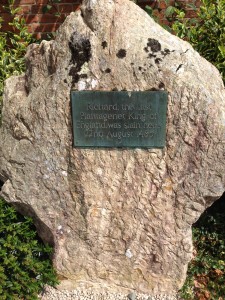 Richard, the last
Plantagenet King of
England, was slain here
22nd August 1485